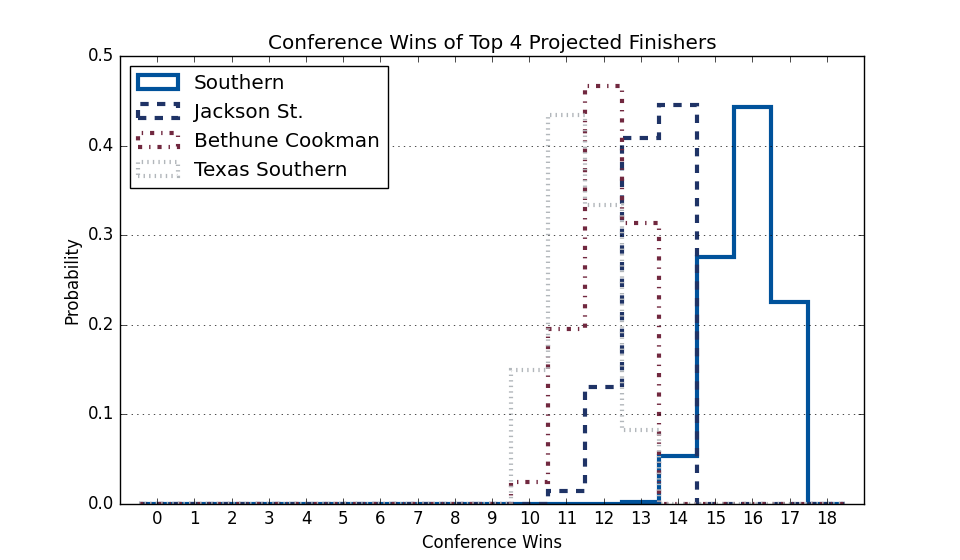 Conference Wins of Top 4 Projected Finishers
Southern
Jackson St.
Bethune Cookman
Texas Southern
0.5
0.4
0.3
0.2
0.1
0.0
Probability
0 1 2 3 4 5 6 7 8 9 10 11 12 13 14 15 16 17 18
Conference Wins